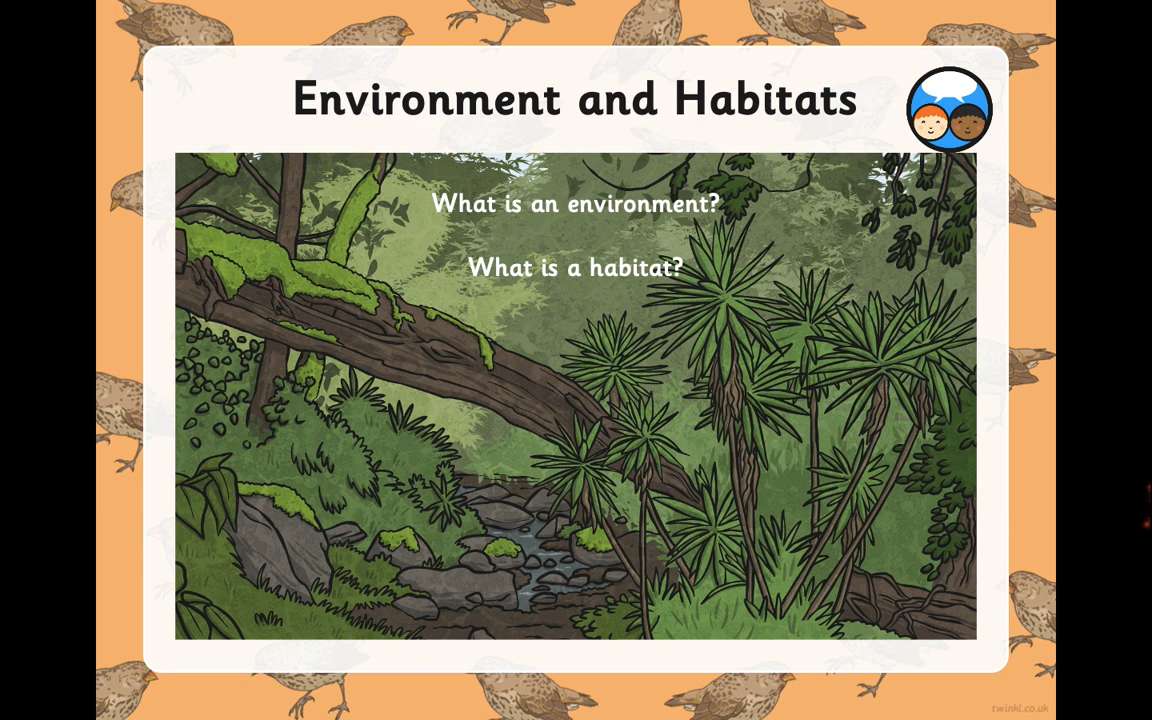 Environment and Habitats
What is an environment?
What is a habitat?
twinkl.co.uk